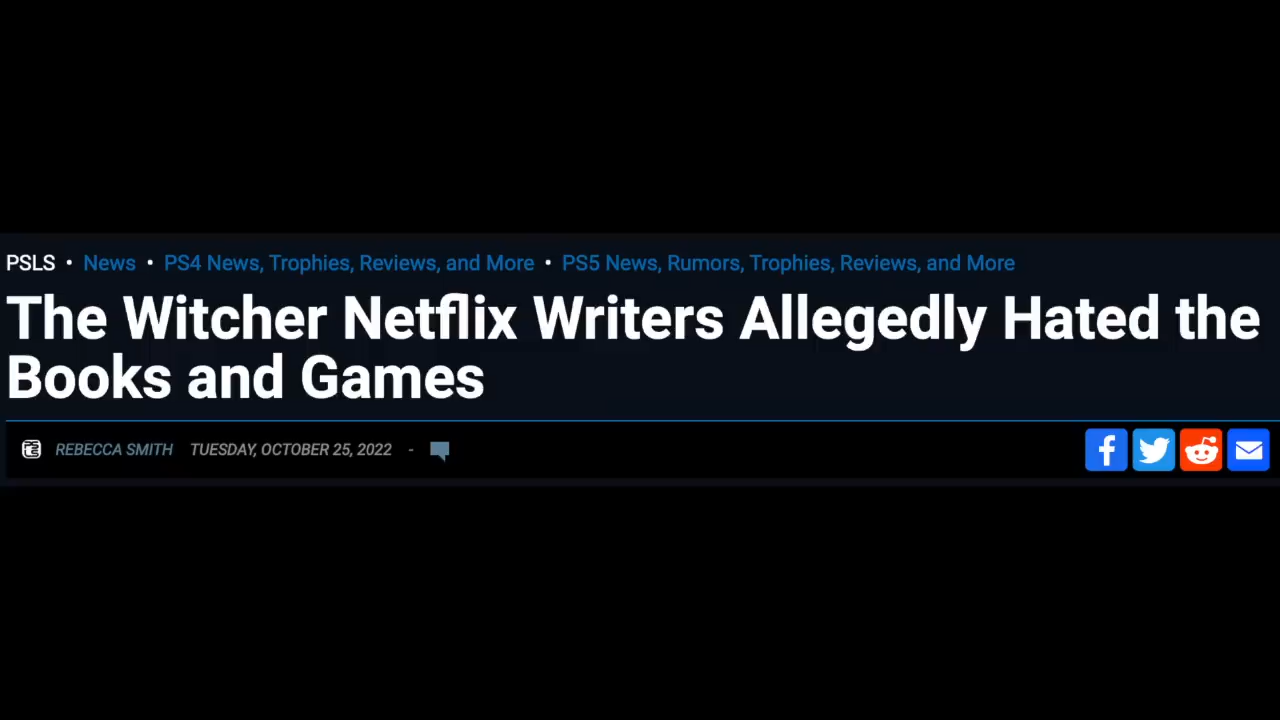 PSLS • News • PS4 News, Trophies, Reviews, and More • PS5 News, Rumors, Trophies, Reviews, and More
The Witcher Netflix Writers Allegedly Hated the
Books and Games
REBECCA SMITH TUESDAY, OCTOBER 25, 2022 -